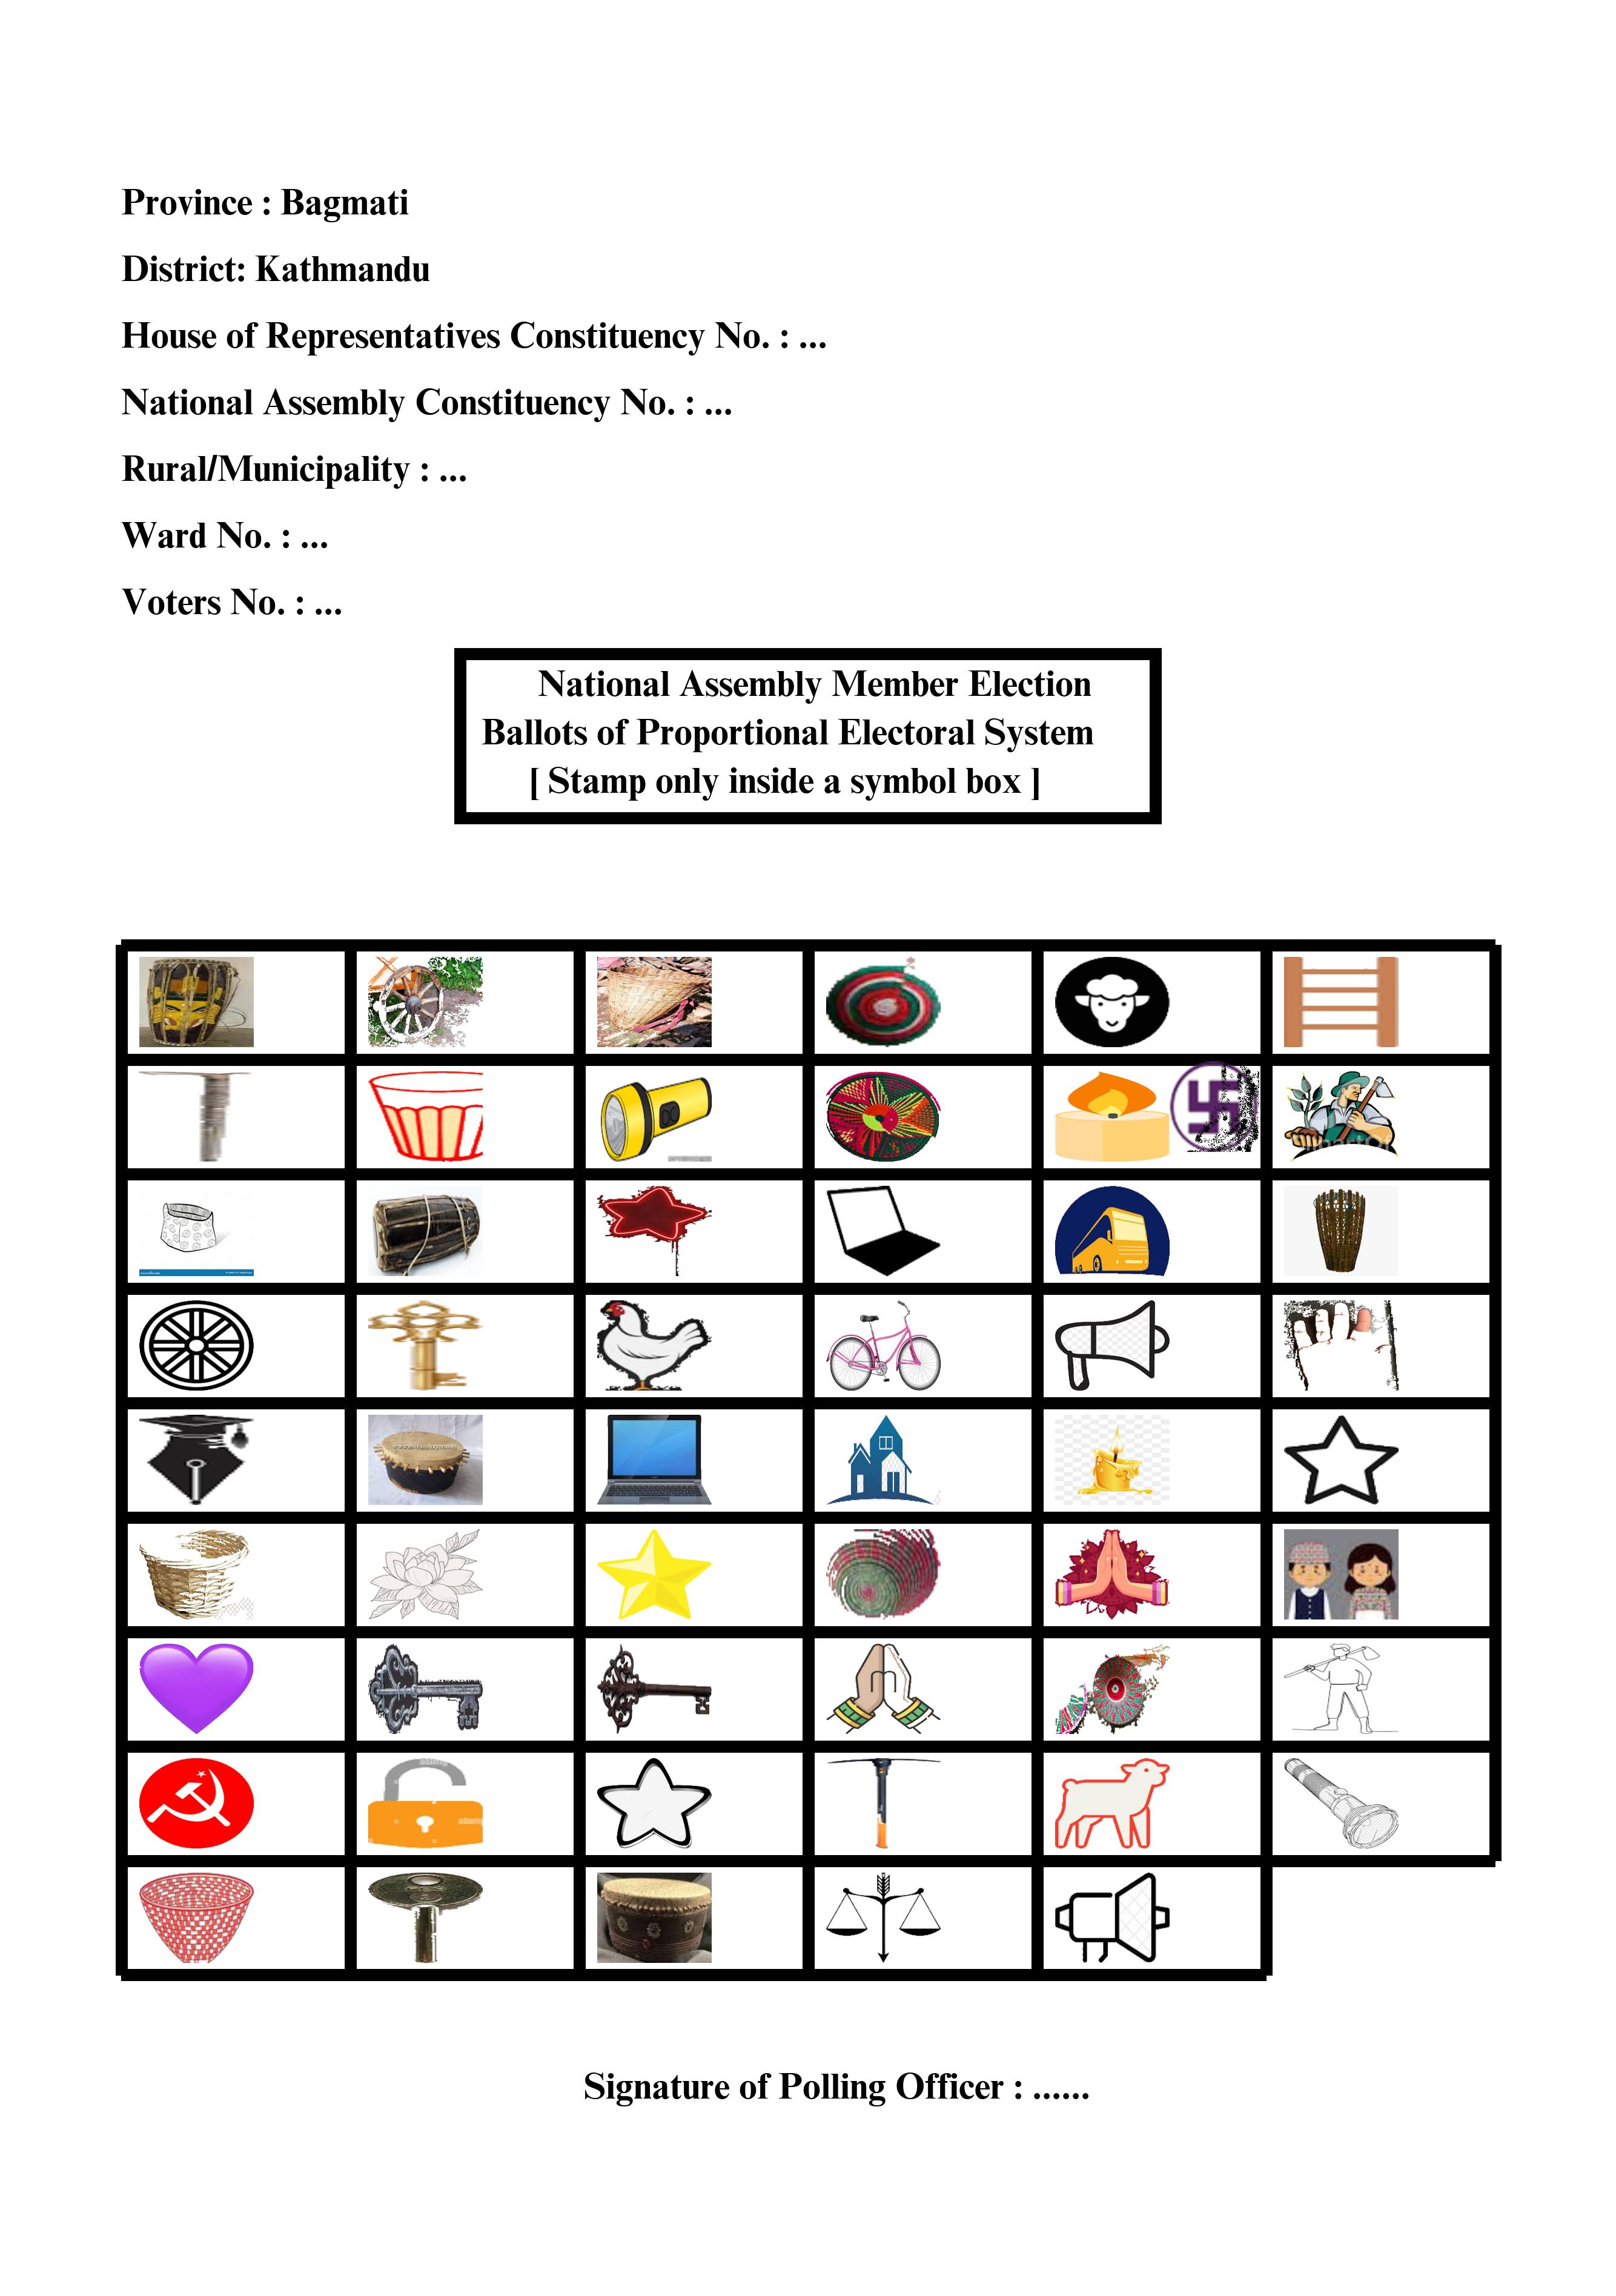 Province : Bagmati
District: Kathmandu
House of Representatives Constituency No. : ...
National Assembly Constituency No. : ...
Rural/Municipality : ...
Ward No. : ...
Voters No. : ...
National Assembly Member Election
Ballots of Proportional Electoral System
[ Stamp only inside a symbol box ]
Signature of Polling Officer : ......